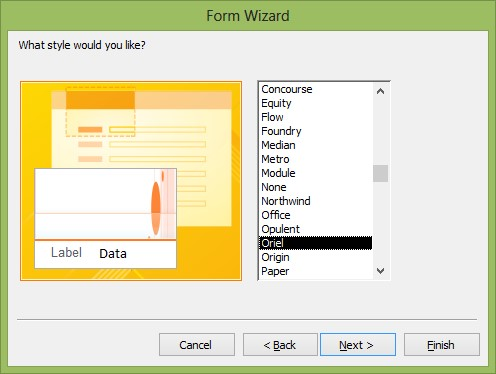 Form Wizard
What style would you like?
Concourse
Equity
Flow
Foundry
Median
Metro
Module
None
Northwind
Office
Opulent
Oriel
Origin
Paper
Label Data
Cancel
< Back
Next >
Finish